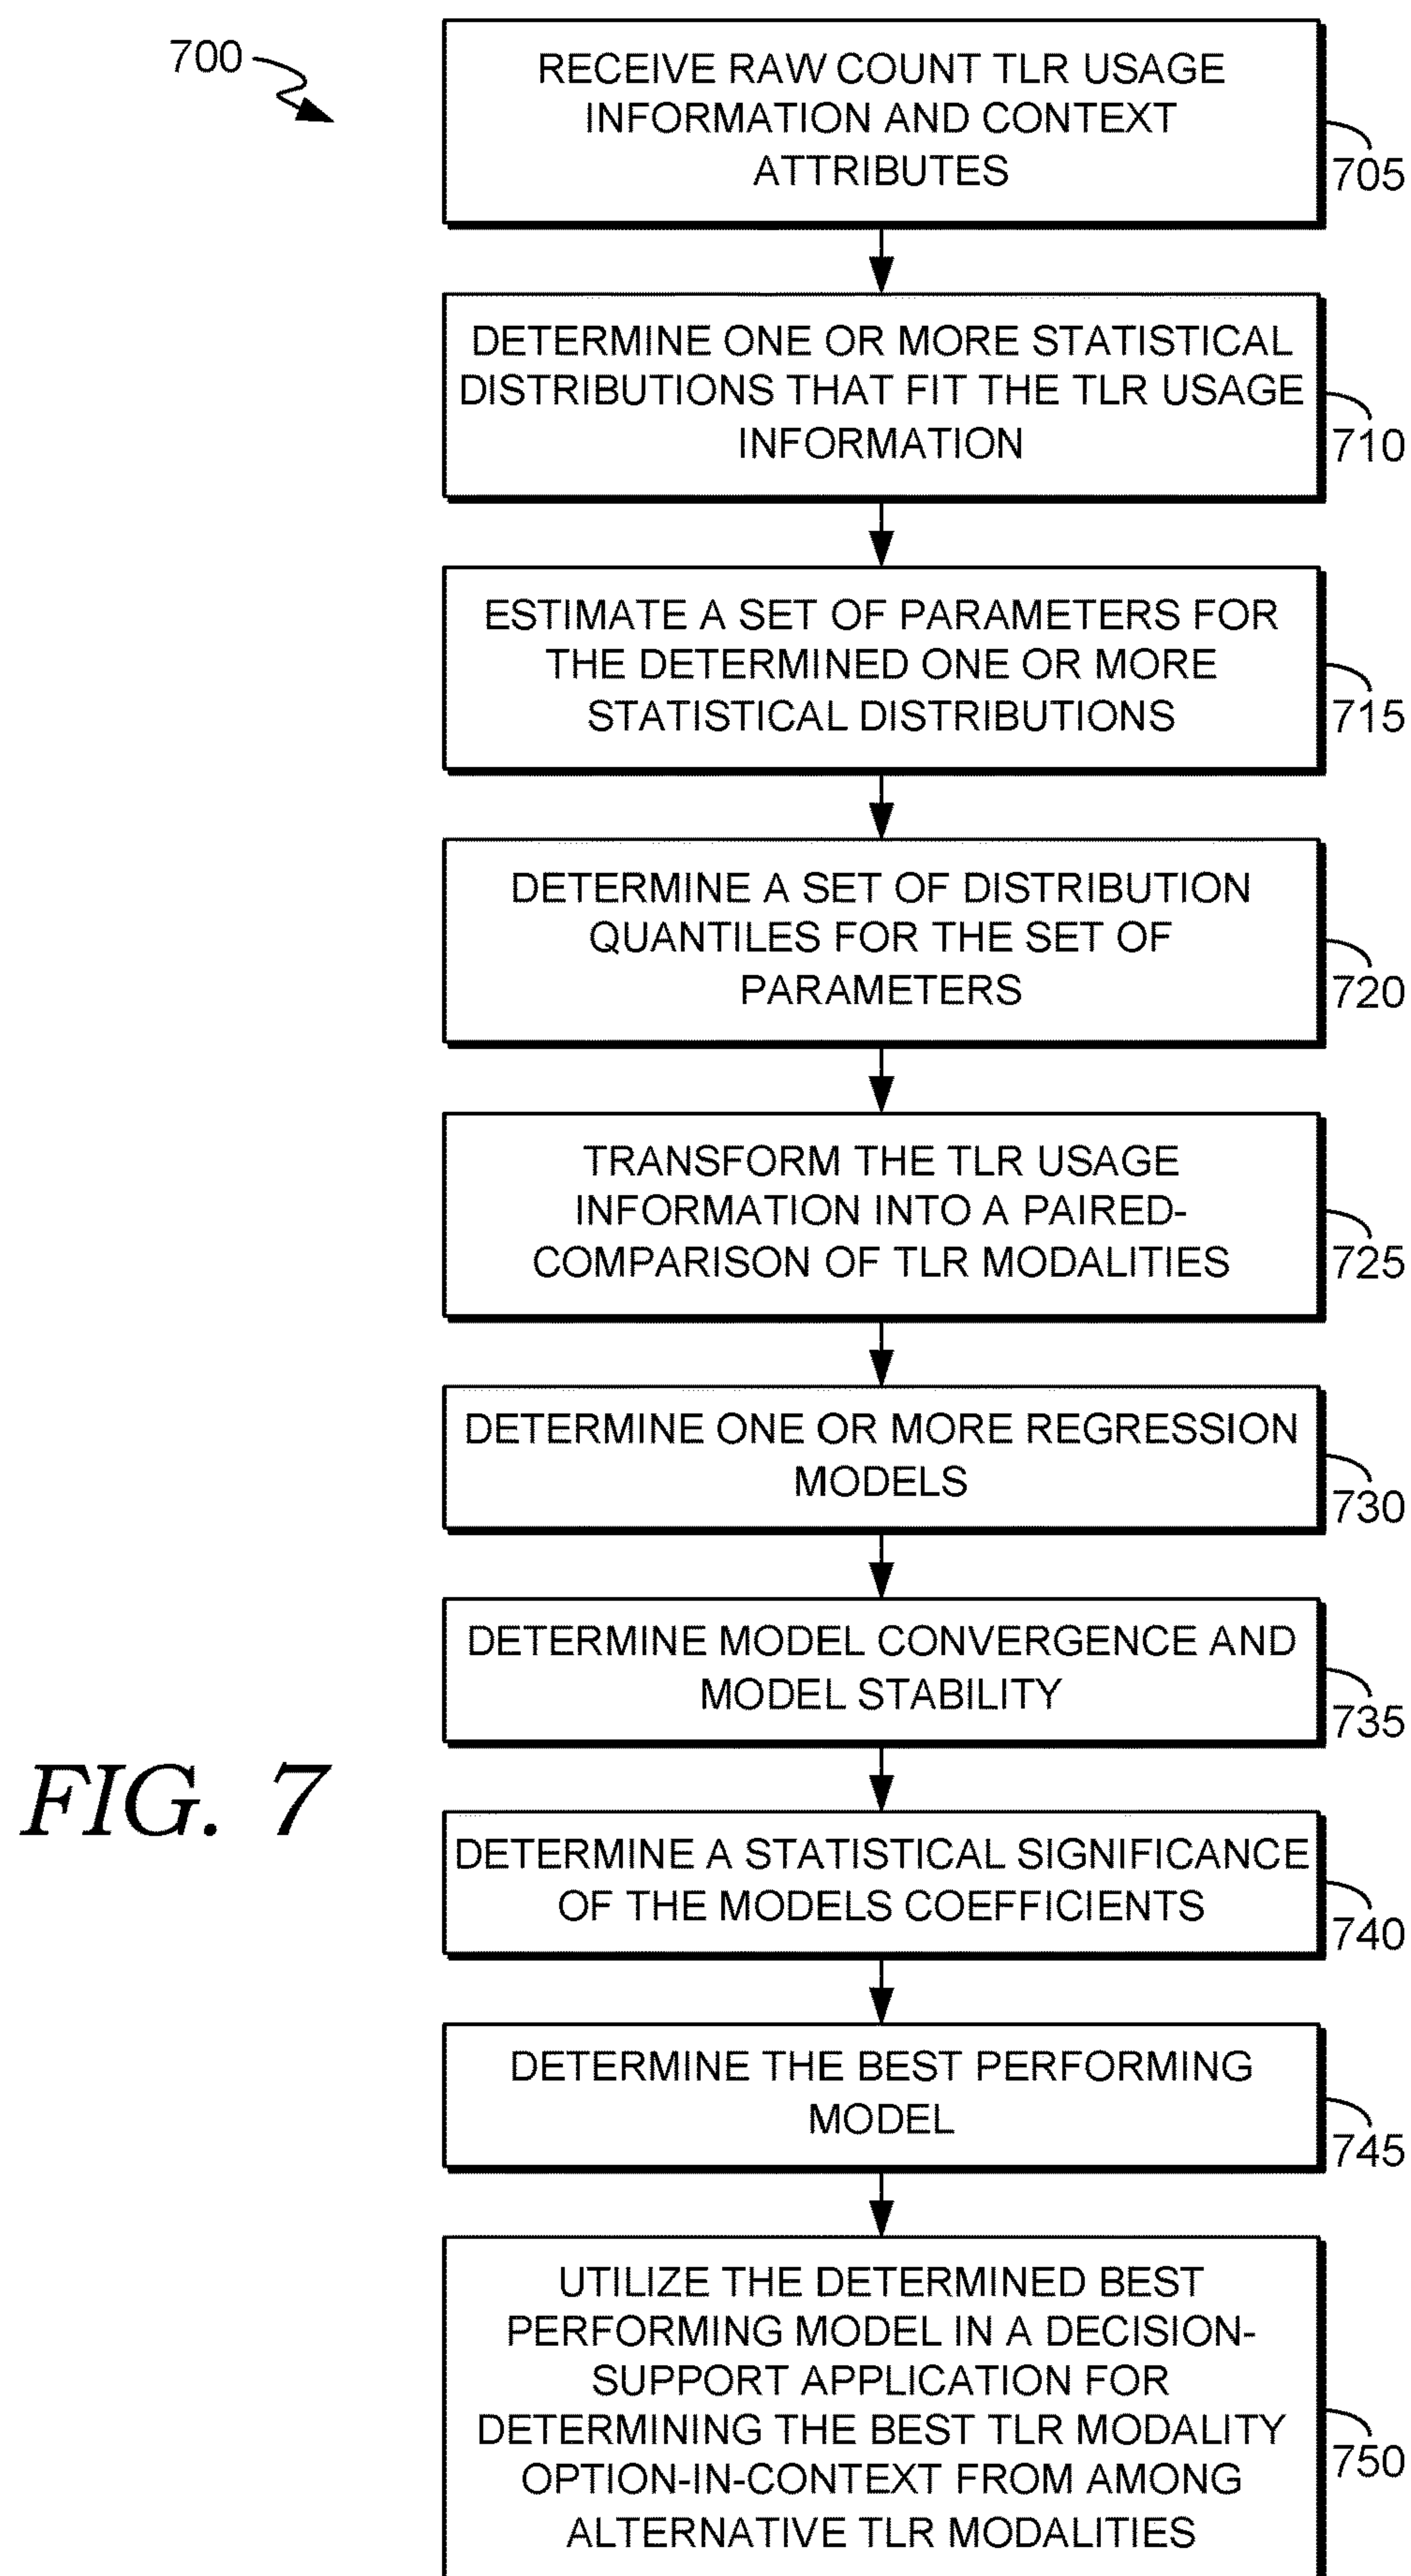 700
RECEIVE RAW COUNT TLR USAGE
INFORMATION AND CONTEXT
ATTRIBUTES
705
DETERMINE ONE OR MORE STATISTICAL
DISTRIBUTIONS THAT FIT THE TLR USAGE
INFORMATION
710
ESTIMATE A SET OF PARAMETERS FOR
THE DETERMINED ONE OR MORE
STATISTICAL DISTRIBUTIONS
715
DETERMINE A SET OF DISTRIBUTION
QUANTILES FOR THE SET OF
PARAMETERS
720
TRANSFORM THE TLR USAGE
INFORMATION INTO A PAIRED-
COMPARISON OF TLR MODALITIES
725
DETERMINE ONE OR MORE REGRESSION
MODELS
730
DETERMINE MODEL CONVERGENCE AND
MODEL STABILITY
735
FIG. 7
DETERMINE A STATISTICAL SIGNIFICANCE
OF THE MODELS COEFFICIENTS
740
DETERMINE THE BEST PERFORMING
MODEL
745
UTILIZE THE DETERMINED BEST
PERFORMING MODEL IN A DECISION-
SUPPORT APPLICATION FOR
DETERMINING THE BEST TLR MODALITY
OPTION-IN-CONTEXT FROM AMONG
ALTERNATIVE TLR MODALITIES
750